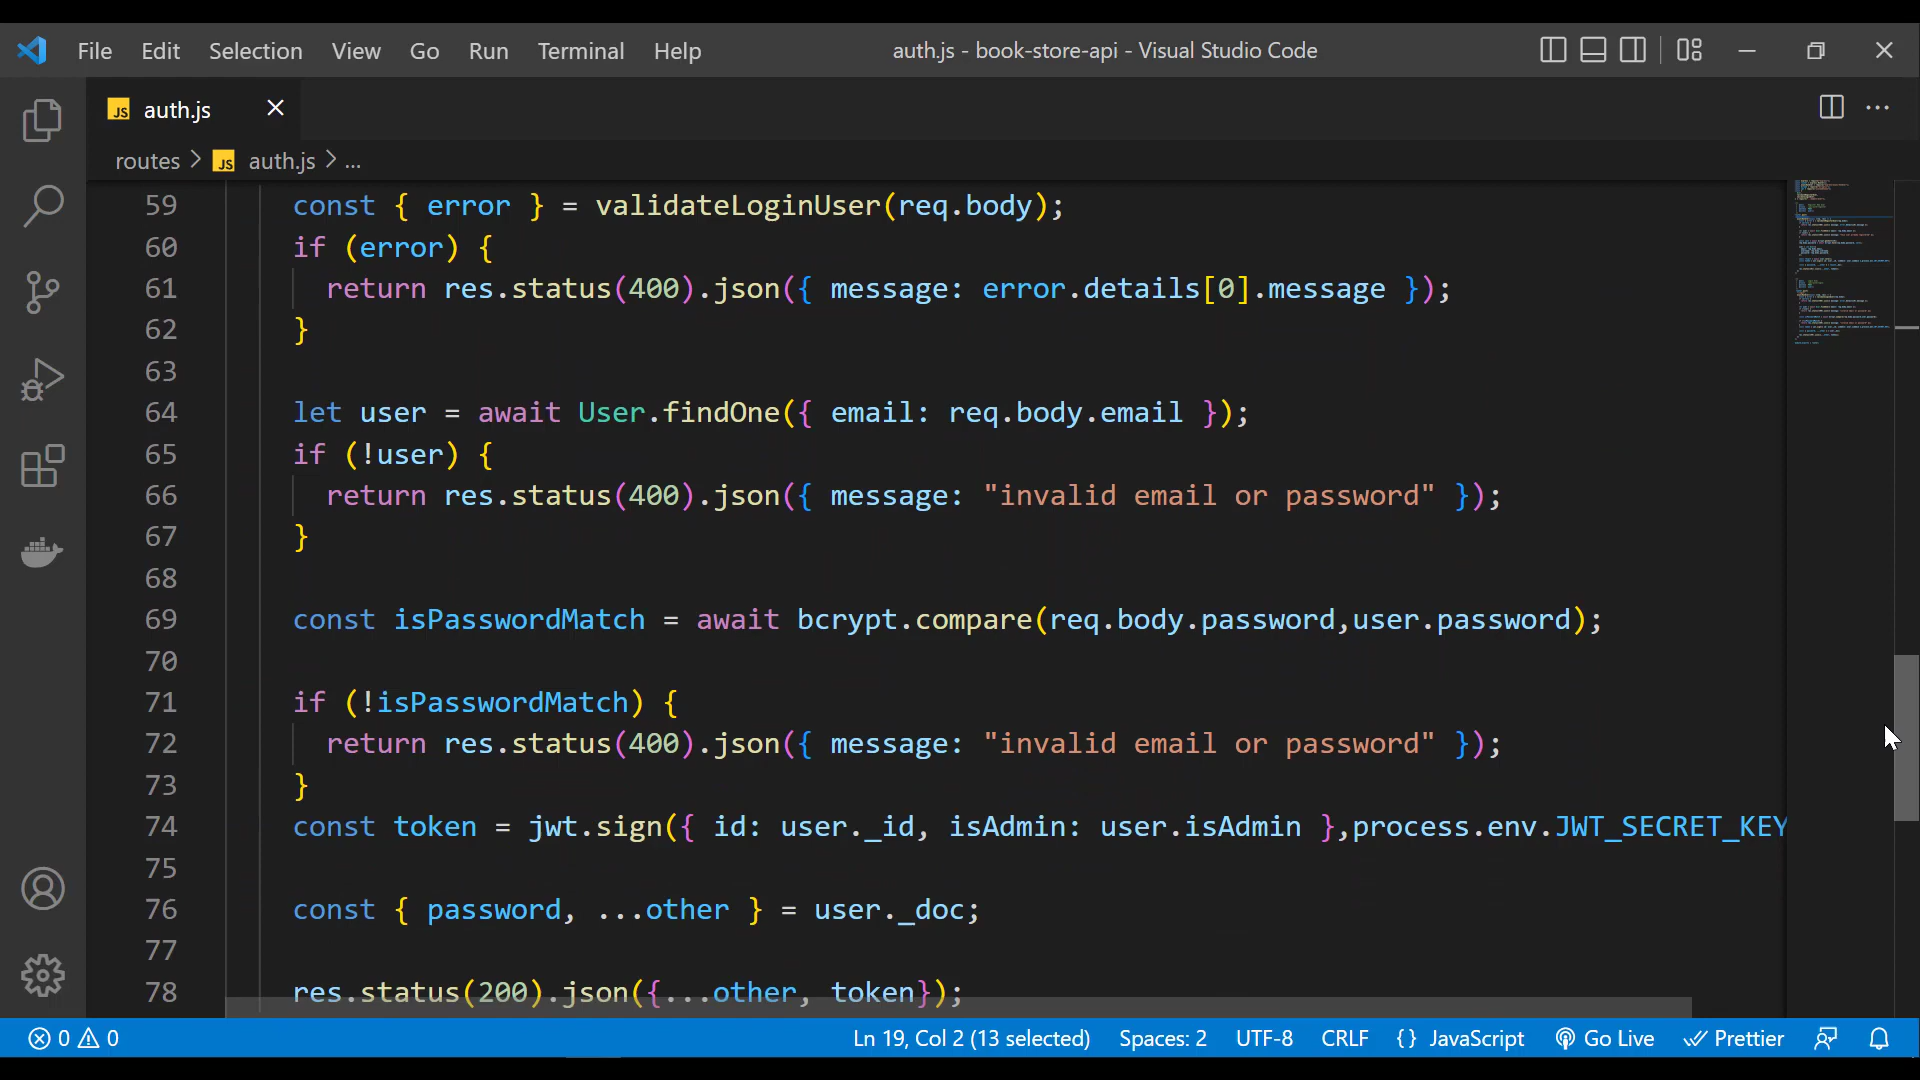 File Edit Selection View Go Run Terminal Help auth.js - book-store-api - Visual Studio Code
JS auth.js
routes > JS auth.js > ...
59 const { error } = validateLoginUser(req.body);
60 if (error) {
61 return res.status(400).json({ message: error.details[0].message });
62 }
63
64 let user = await User.findOne({ email: req.body.email });
65 if (!user) {
66 return res.status(400).json({ message: "invalid email or password" });
67 }
68
69 const isPasswordMatch = await bcrypt.compare(req.body.password,user.password);
70
71 if (!isPasswordMatch) {
72 return res.status(400).json({ message: "invalid email or password" });
73 }
74 const token = jwt.sign({ id: user._id, isAdmin: user.isAdmin },process.env.JWT_SECRET_KEY
75
76 const { password, ...other } = user._doc;
77
78 res.status(200).json({...other, token});
0 0 Ln 19, Col 2 (13 selected) Spaces: 2 UTF-8 CRLF {} JavaScript Go Live Prettier